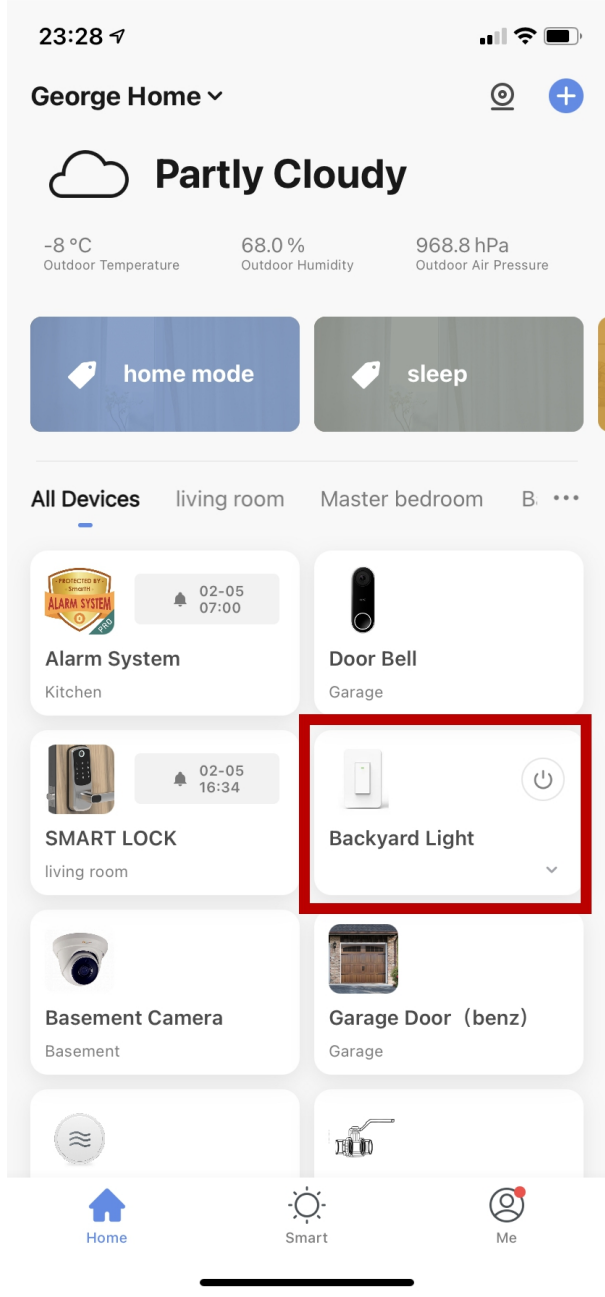 23:28
George Home
Partly Cloudy
-8 °C
Outdoor Temperature
68.0 %
Outdoor Humidity
968.8 hPa
Outdoor Air Pressure
home mode
sleep
All Devices
living room
Master bedroom
B
PROTECTED BY
SmartH
ALARM SYSTEM
PRO
02-05
07:00
Alarm System
Kitchen
Door Bell
Garage
02-05
16:34
SMART LOCK
living room
Backyard Light
Basement Camera
Basement
Garage Door（benz）
Garage
Home
Smart
Me